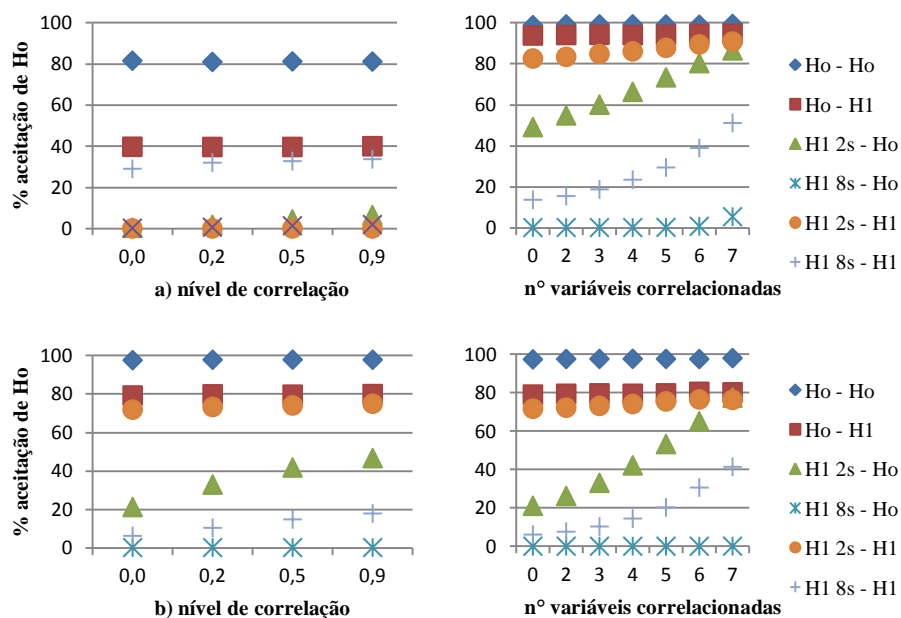 % aceitação de Ho
100
80
60
40
20
0
0,0 0,2 0,5 0,9
a) nível de correlação
100
80
60
40
20
0
0 2 3 4 5 6 7
n° variáveis correlacionadas
Ho - Ho
Ho - H1
H1 2s - Ho
H1 8s - Ho
H1 2s - H1
H1 8s - H1
% aceitação de Ho
100
80
60
40
20
0
0,0 0,2 0,5 0,9
b) nível de correlação
100
80
60
40
20
0
0 2 3 4 5 6 7
n° variáveis correlacionadas
Ho - Ho
Ho - H1
H1 2s - Ho
H1 8s - Ho
H1 2s - H1
H1 8s - H1